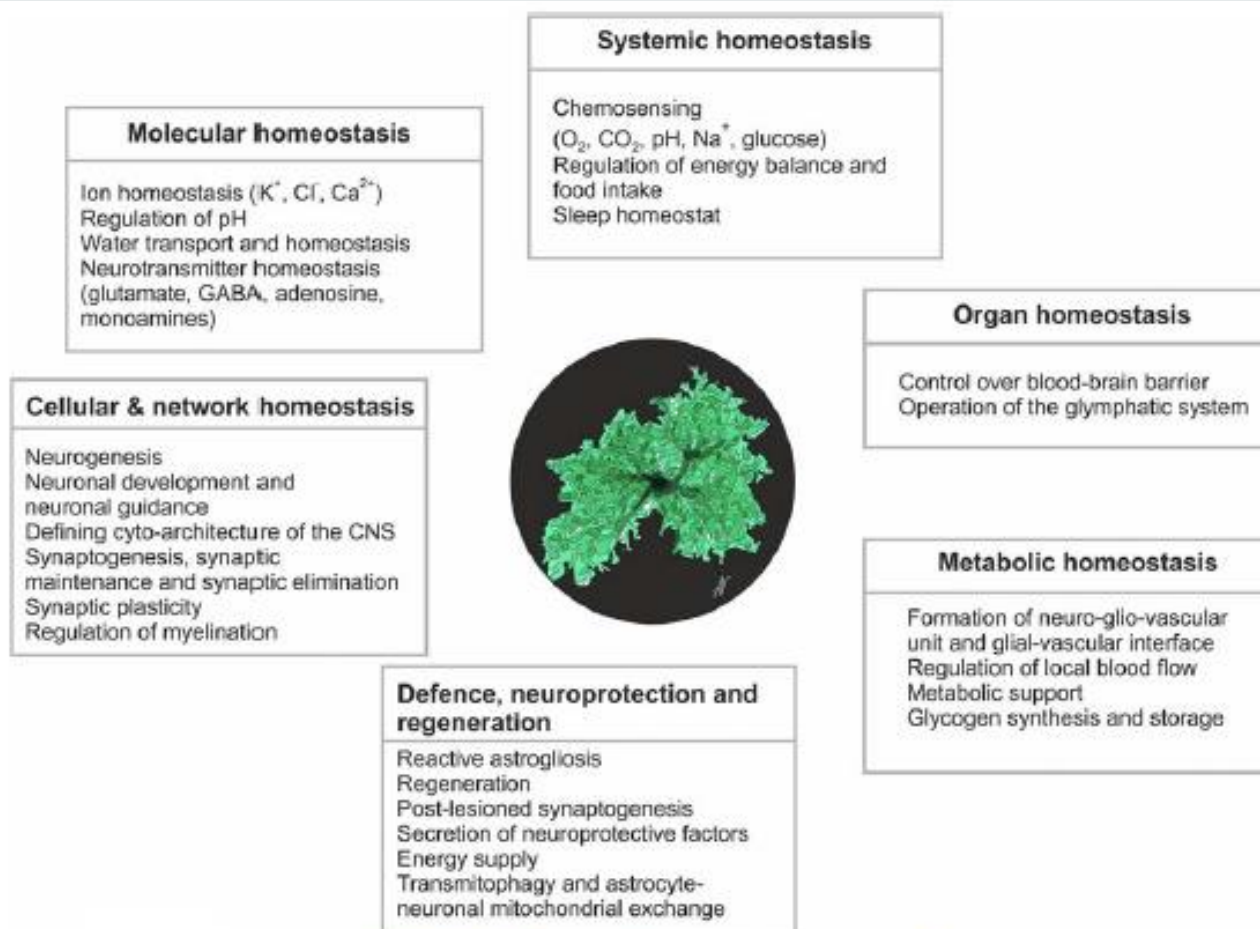 Systemic homeostasis
Chemosensing
(O₂, CO₂, pH, Na⁺, glucose)
Regulation of energy balance and
food intake
Sleep homeostat
Molecular homeostasis
Ion homeostasis (K⁺, Cl⁻, Ca²⁺)
Regulation of pH
Water transport and homeostasis
Neurotransmitter homeostasis
(glutamate, GABA, adenosine,
monoamines)
Organ homeostasis
Control over blood-brain barrier
Operation of the glymphatic system
Cellular & network homeostasis
Neurogenesis
Neuronal development and
neuronal guidance
Defining cyto-architecture of the CNS
Synaptogenesis, synaptic
maintenance and synaptic elimination
Synaptic plasticity
Regulation of myelination
Metabolic homeostasis
Formation of neuro-glio-vascular
unit and glial-vascular interface
Regulation of local blood flow
Metabolic support
Glycogen synthesis and storage
Defence, neuroprotection and
regeneration
Reactive astrogliosis
Regeneration
Post-lesioned synaptogenesis
Secretion of neuroprotective factors
Energy supply
Transmitophagy and astrocyte-
neuronal mitochondrial exchange